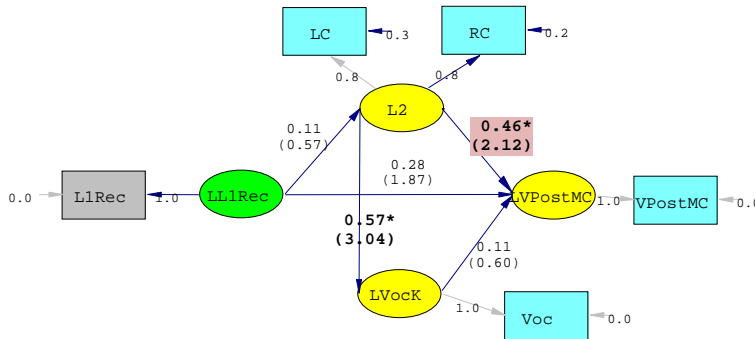 LC
0.3
RC
0.2
0.8
0.8
L2
0.11
(0.57)
0.46*
(2.12)
0.28
(1.87)
0.0
L1Rec
1.0
LL1Rec
LVPostMC
1.0
VPostMC
0.0
0.57*
(3.04)
0.11
(0.60)
LVocK
1.0
Voc
0.0